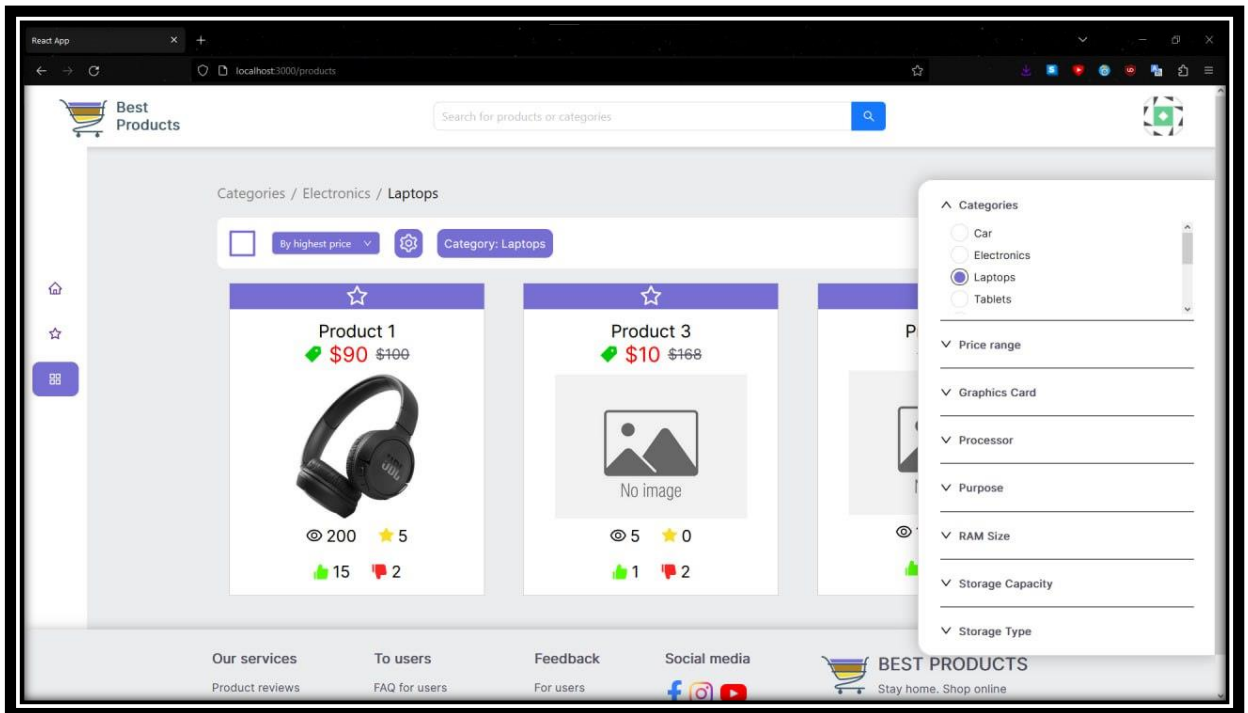 React App
localhost:3000/products
Best
Products
Search for products or categories
Categories / Electronics / Laptops
By highest price
Category: Laptops
Product 1
$90 $100
JBL
200 5
15 2
Product 3
$10 $168
No image
5 0
1 2
P
Categories
Car
Electronics
Laptops
Tablets
Price range
Graphics Card
Processor
Purpose
RAM Size
Storage Capacity
Storage Type
Our services
Product reviews
To users
FAQ for users
Feedback
For users
Social media
BEST PRODUCTS
Stay home. Shop online